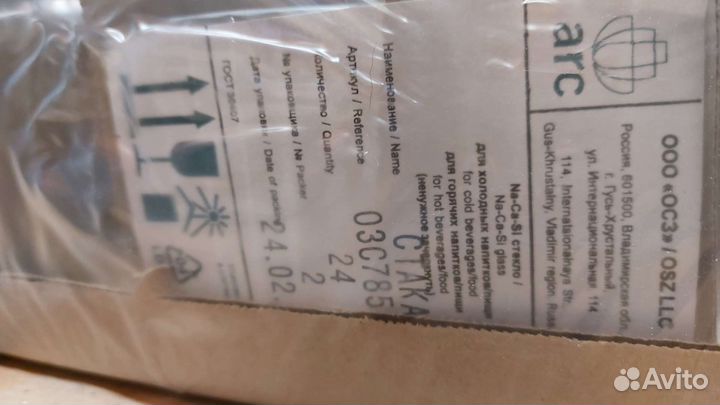 arc
ООО «ОСЗ» / OSZ LLC
Россия, 601500, Владимирская обл,
г. Гусь-Хрустальный,
ул. Интернациональная 114
114, Internatsionalnaya Str.
Gus-Khrustalny, Vladimir region, Russ
Na-Ca-Si стекло /
Na-Ca-Si glass
для холодных напитков/пищи
for cold beverages/food
для горячих напитков/пищи
for hot beverages/food
(ненужное зачеркнуть)
Наименование / Name СТАКА
Артикул / Reference 03C785
Количество / Quantity 24
№ упаковщика / № Packer 2
Дата упаковки / Date of packing 24.02.
ГОСТ 30407
Avito